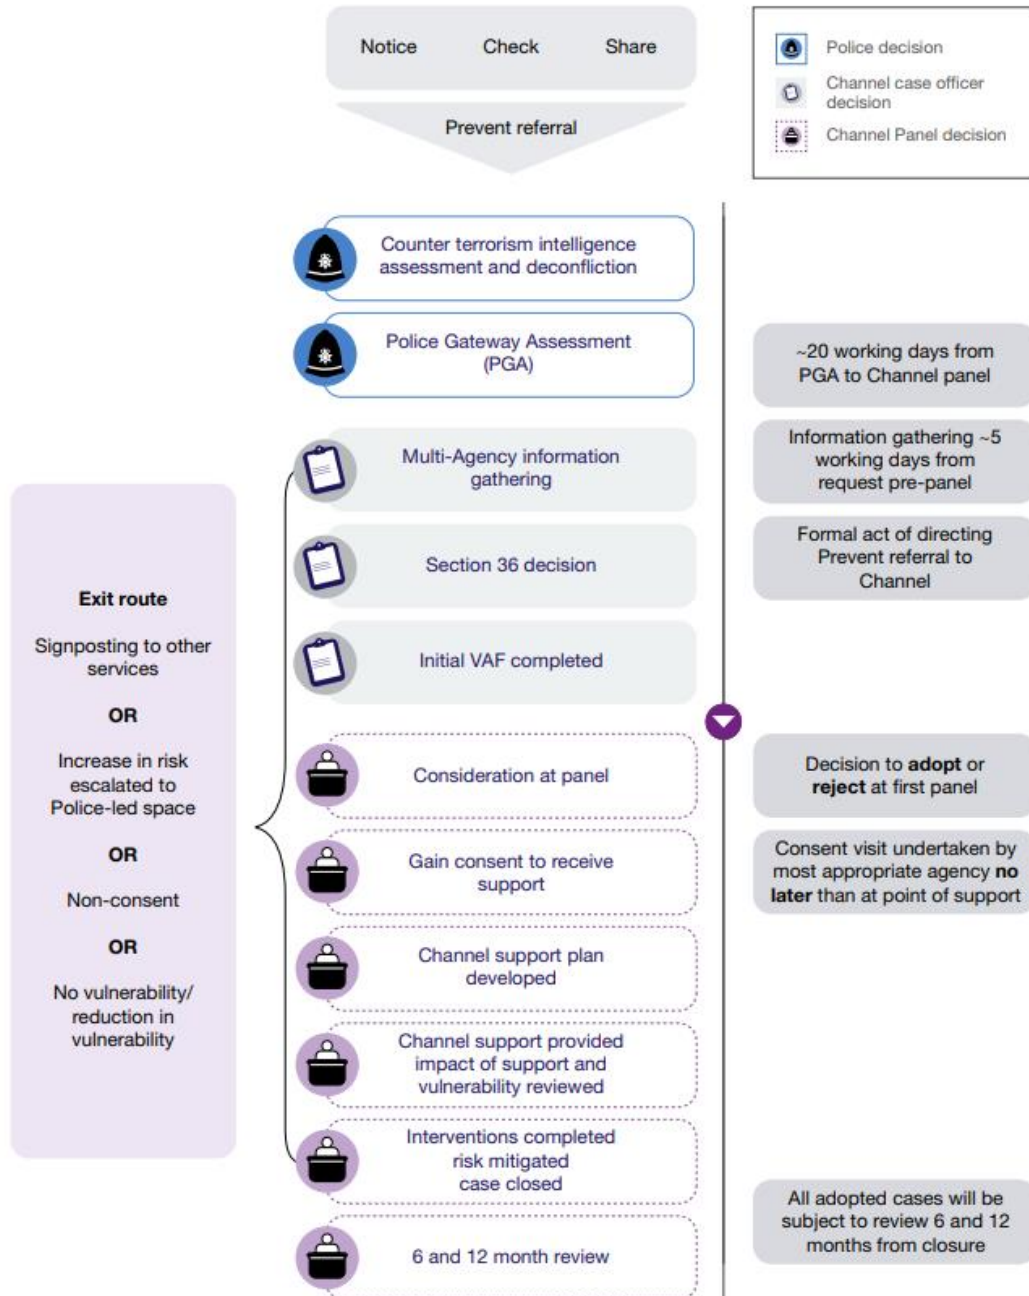 Notice Check Share
Prevent referral
Police decision
Channel case officer
decision
Channel Panel decision
Counter terrorism intelligence
assessment and deconfliction
Police Gateway Assessment
(PGA)
~20 working days from
PGA to Channel panel
Multi-Agency information
gathering
Information gathering ~5
working days from
request pre-panel
Section 36 decision
Formal act of directing
Prevent referral to
Channel
Initial VAF completed
Exit route
Signposting to other
services
OR
Increase in risk
escalated to
Police-led space
OR
Non-consent
OR
No vulnerability/
reduction in
vulnerability
Consideration at panel
Decision to adopt or
reject at first panel
Gain consent to receive
support
Consent visit undertaken by
most appropriate agency no
later than at point of support
Channel support plan
developed
Channel support provided
impact of support and
vulnerability reviewed
Interventions completed
risk mitigated
case closed
6 and 12 month review
All adopted cases will be
subject to review 6 and 12
months from closure